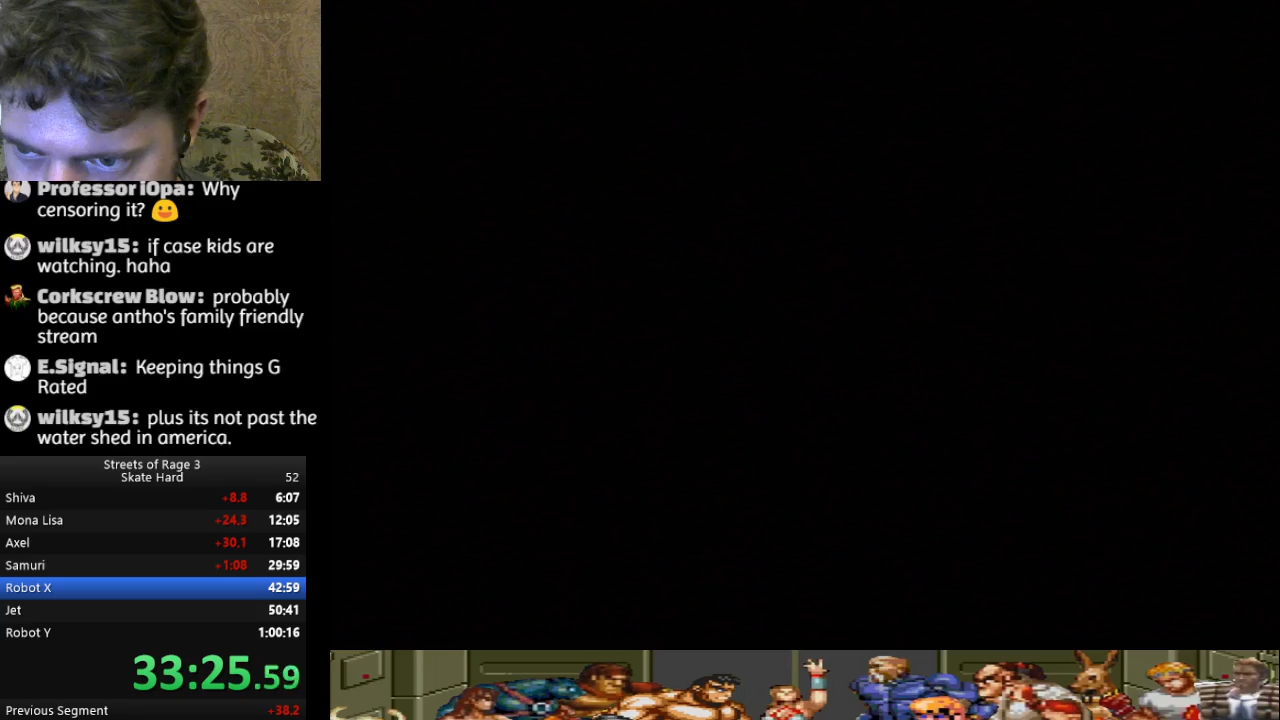 Professor iOpa: Why
censoring it?
wilksy15: if case kids are
watching. haha
Corkscrew Blow: probably
because antho's family friendly
stream
E.Signal: Keeping things G
Rated
wilksy15: plus its not past the
water shed in america.
Streets of Rage 3
Skate Hard 52
Shiva +8.8 6:07
Mona Lisa +24.3 12:05
Axel +30.1 17:08
Samuri +1:08 29:59
Robot X 42:59
Jet 50:41
Robot Y 1:00:16
33:25.59
Previous Segment +38.2